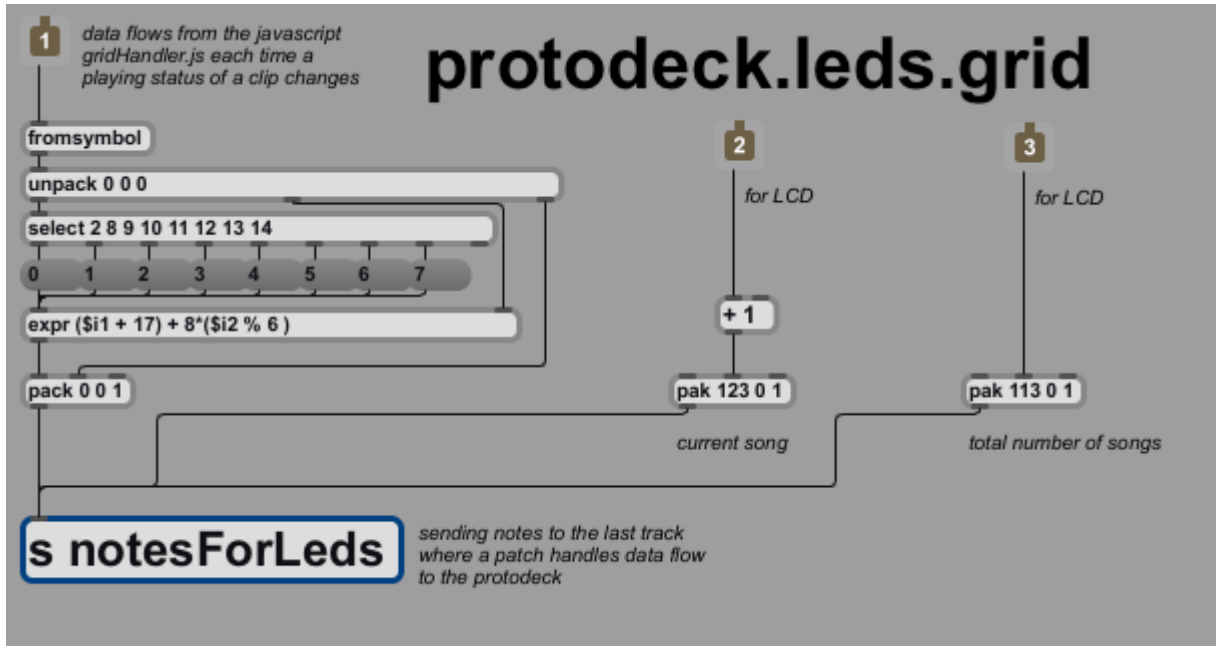 1
data flows from the javascript
gridHandler.js each time a
playing status of a clip changes
protodeck.leds.grid
fromsymbol
unpack 0 0 0
select 2 8 9 10 11 12 13 14
0 1 2 3 4 5 6 7
expr ($i1 + 17) + 8*($i2 % 6 )
pack 0 0 1
2
for LCD
+ 1
pak 123 0 1
current song
3
for LCD
pak 113 0 1
total number of songs
s notesForLeds
sending notes to the last track
where a patch handles data flow
to the protodeck